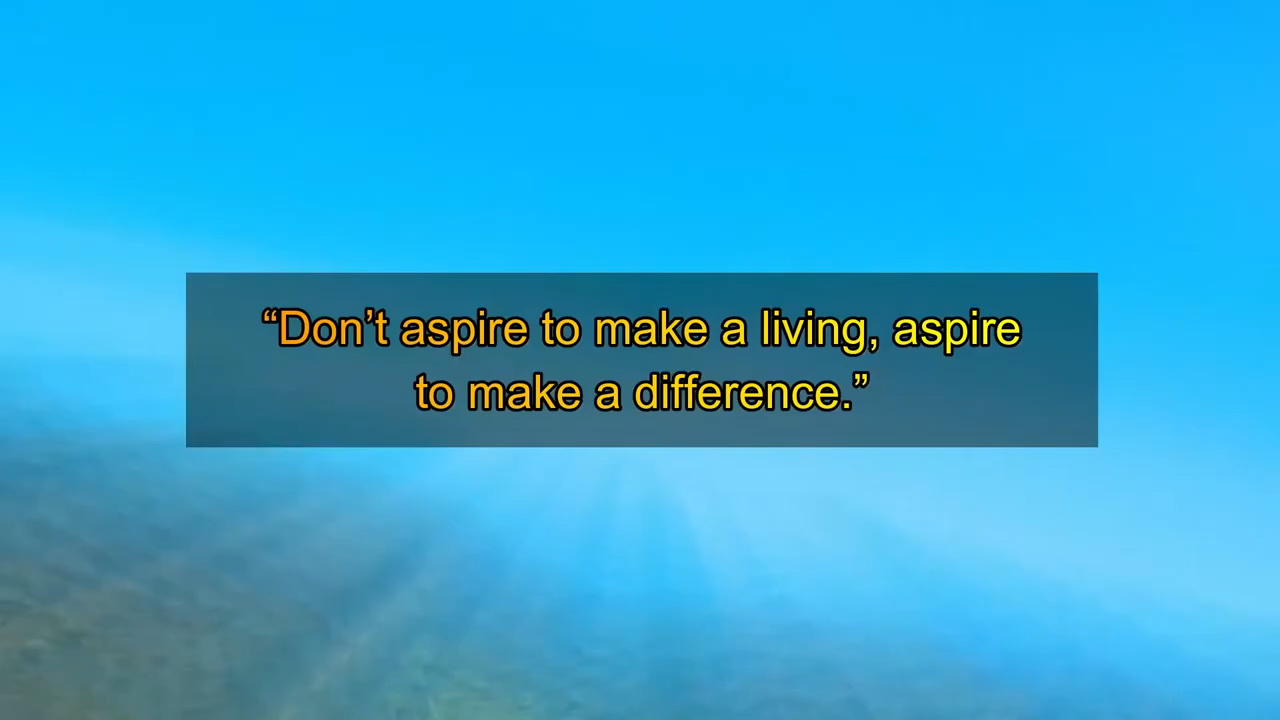 “Don’t aspire to make a living, aspire
to make a difference.”